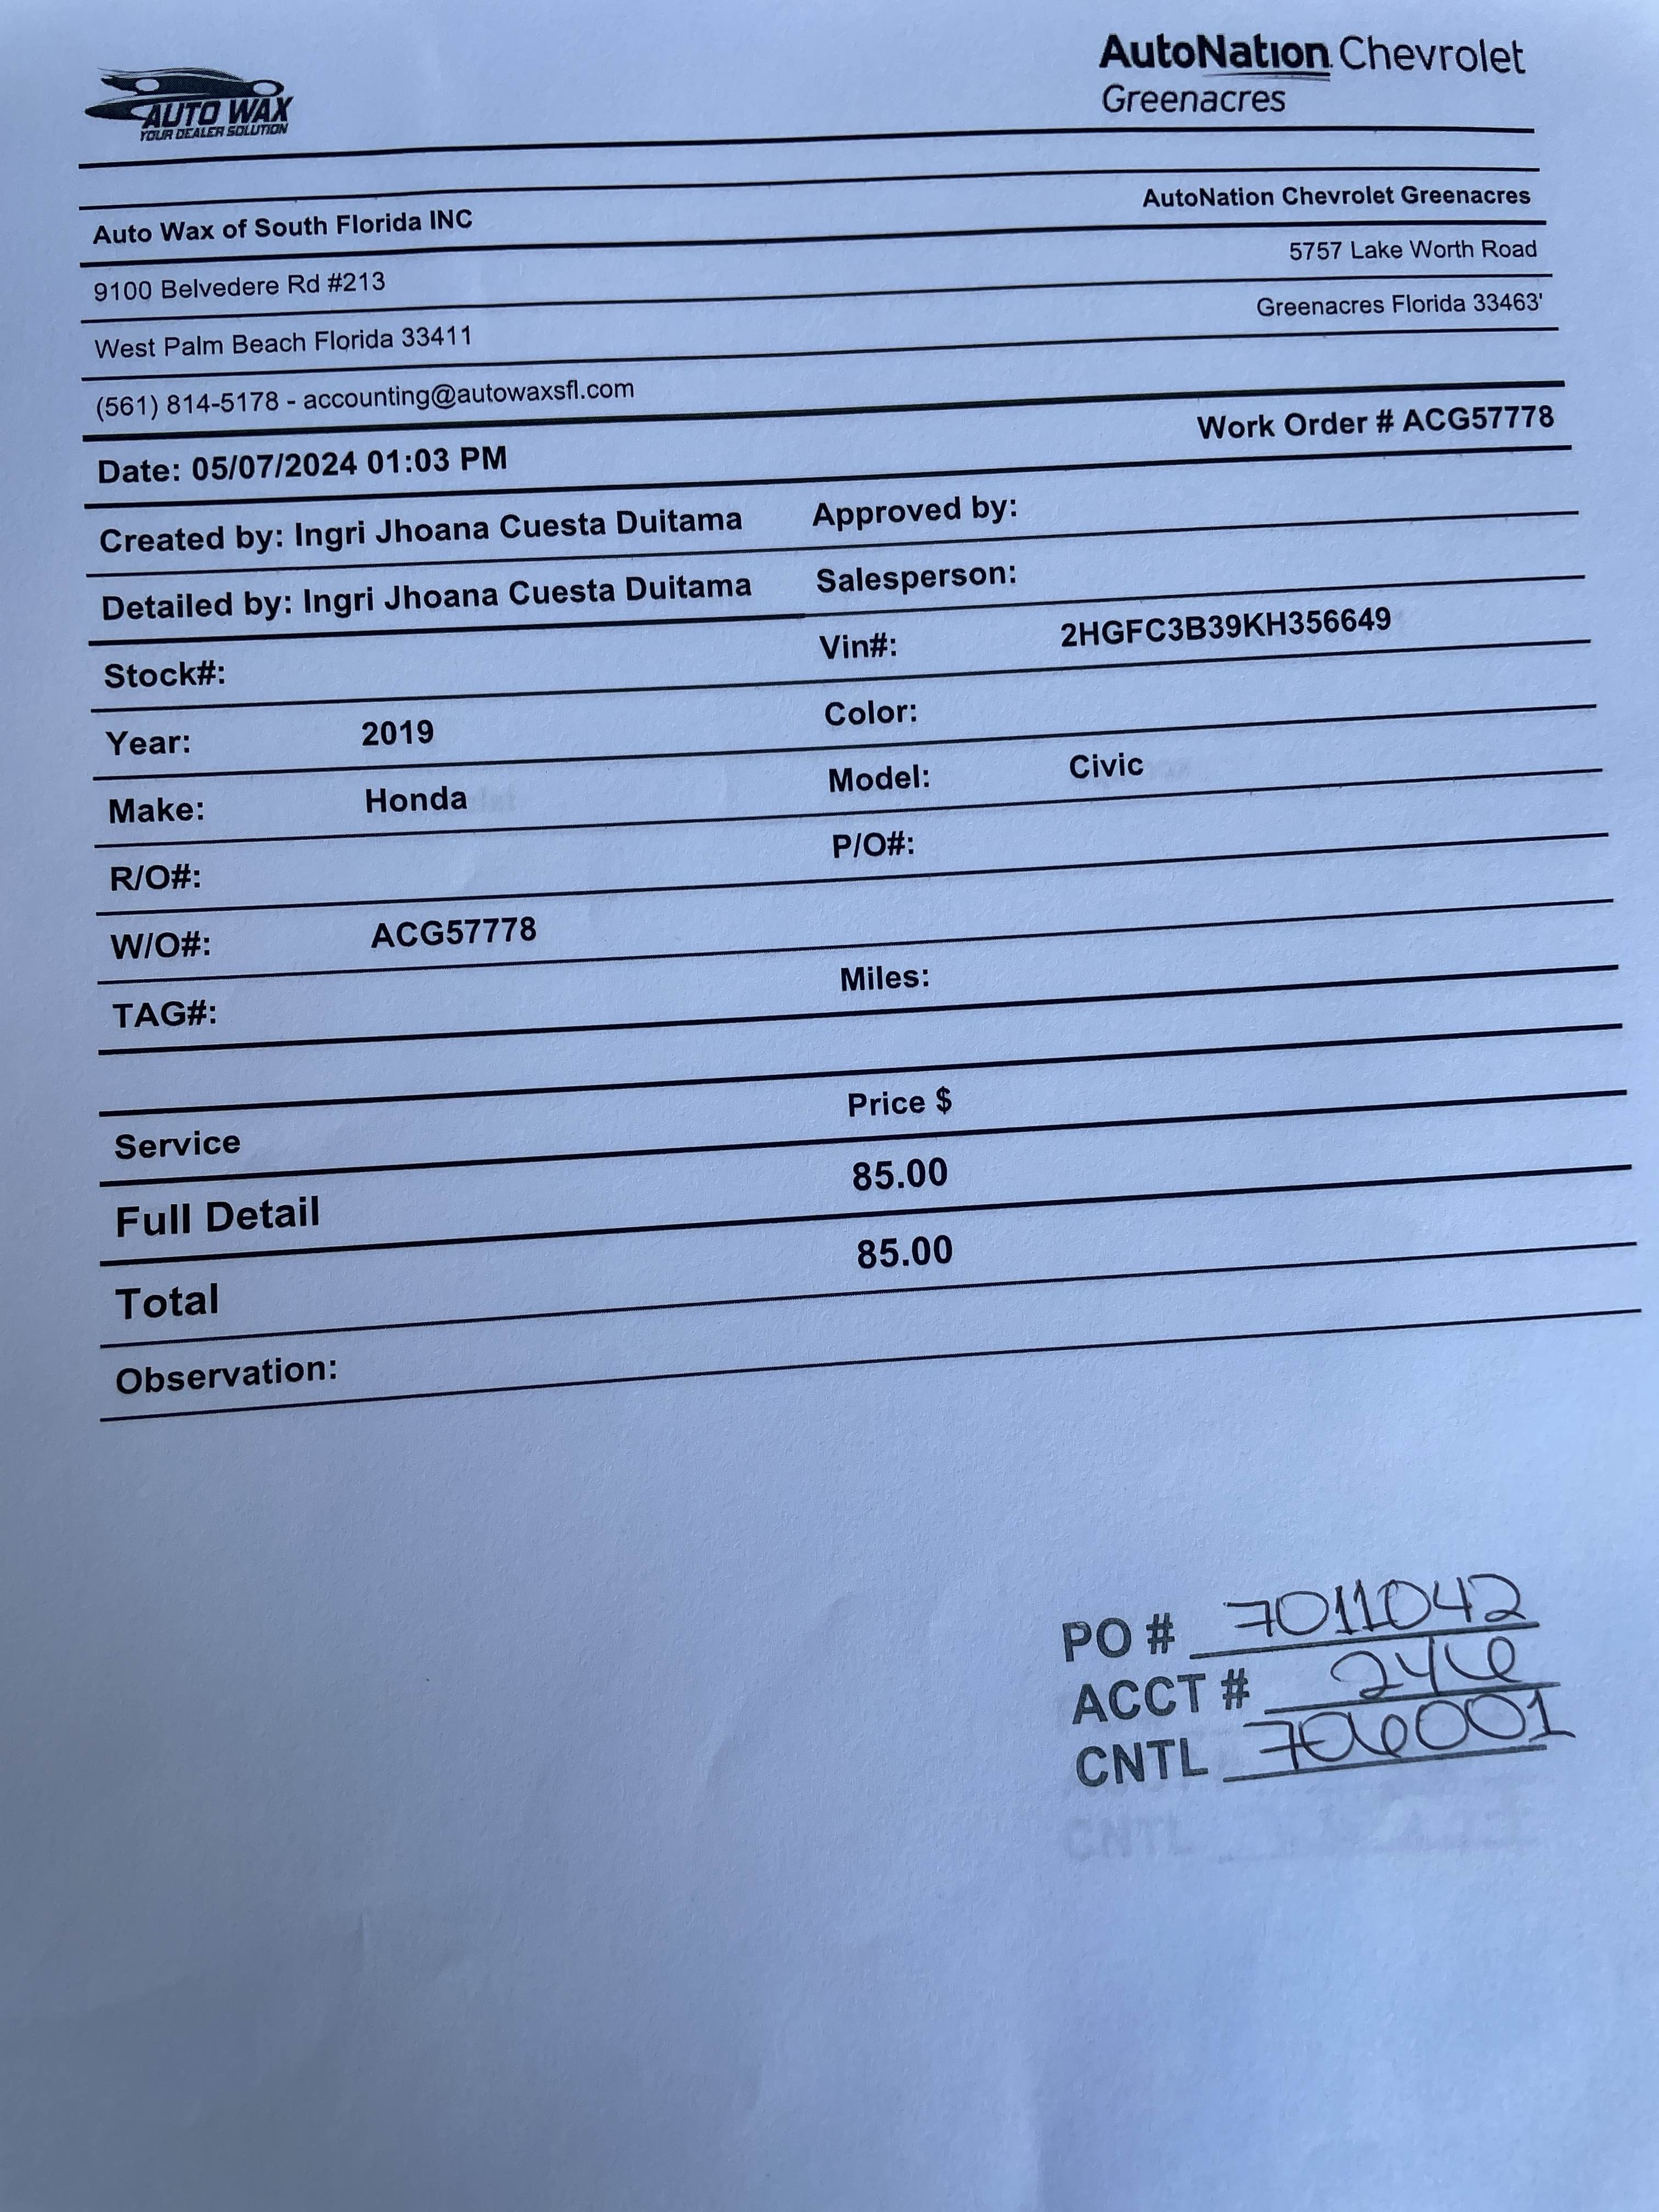 AUTO WAX
YOUR DEALER SOLUTION
AutoNation Chevrolet
Greenacres
Auto Wax of South Florida INC
AutoNation Chevrolet Greenacres
9100 Belvedere Rd #213
5757 Lake Worth Road
West Palm Beach Florida 33411
Greenacres Florida 33463'
(561) 814-5178 - accounting@autowaxsfl.com
Date: 05/07/2024 01:03 PM
Work Order # ACG57778
Created by: Ingri Jhoana Cuesta Duitama Approved by:
Detailed by: Ingri Jhoana Cuesta Duitama Salesperson:
Stock#: Vin#: 2HGFC3B39KH356649
Year: 2019 Color:
Make: Honda Model: Civic
R/O#: P/O#:
W/O#: ACG57778
TAG#: Miles:
Service Price $
Full Detail 85.00
Total 85.00
Observation:
PO # 7011042
ACCT # 246
CNTL 706001
CNTL